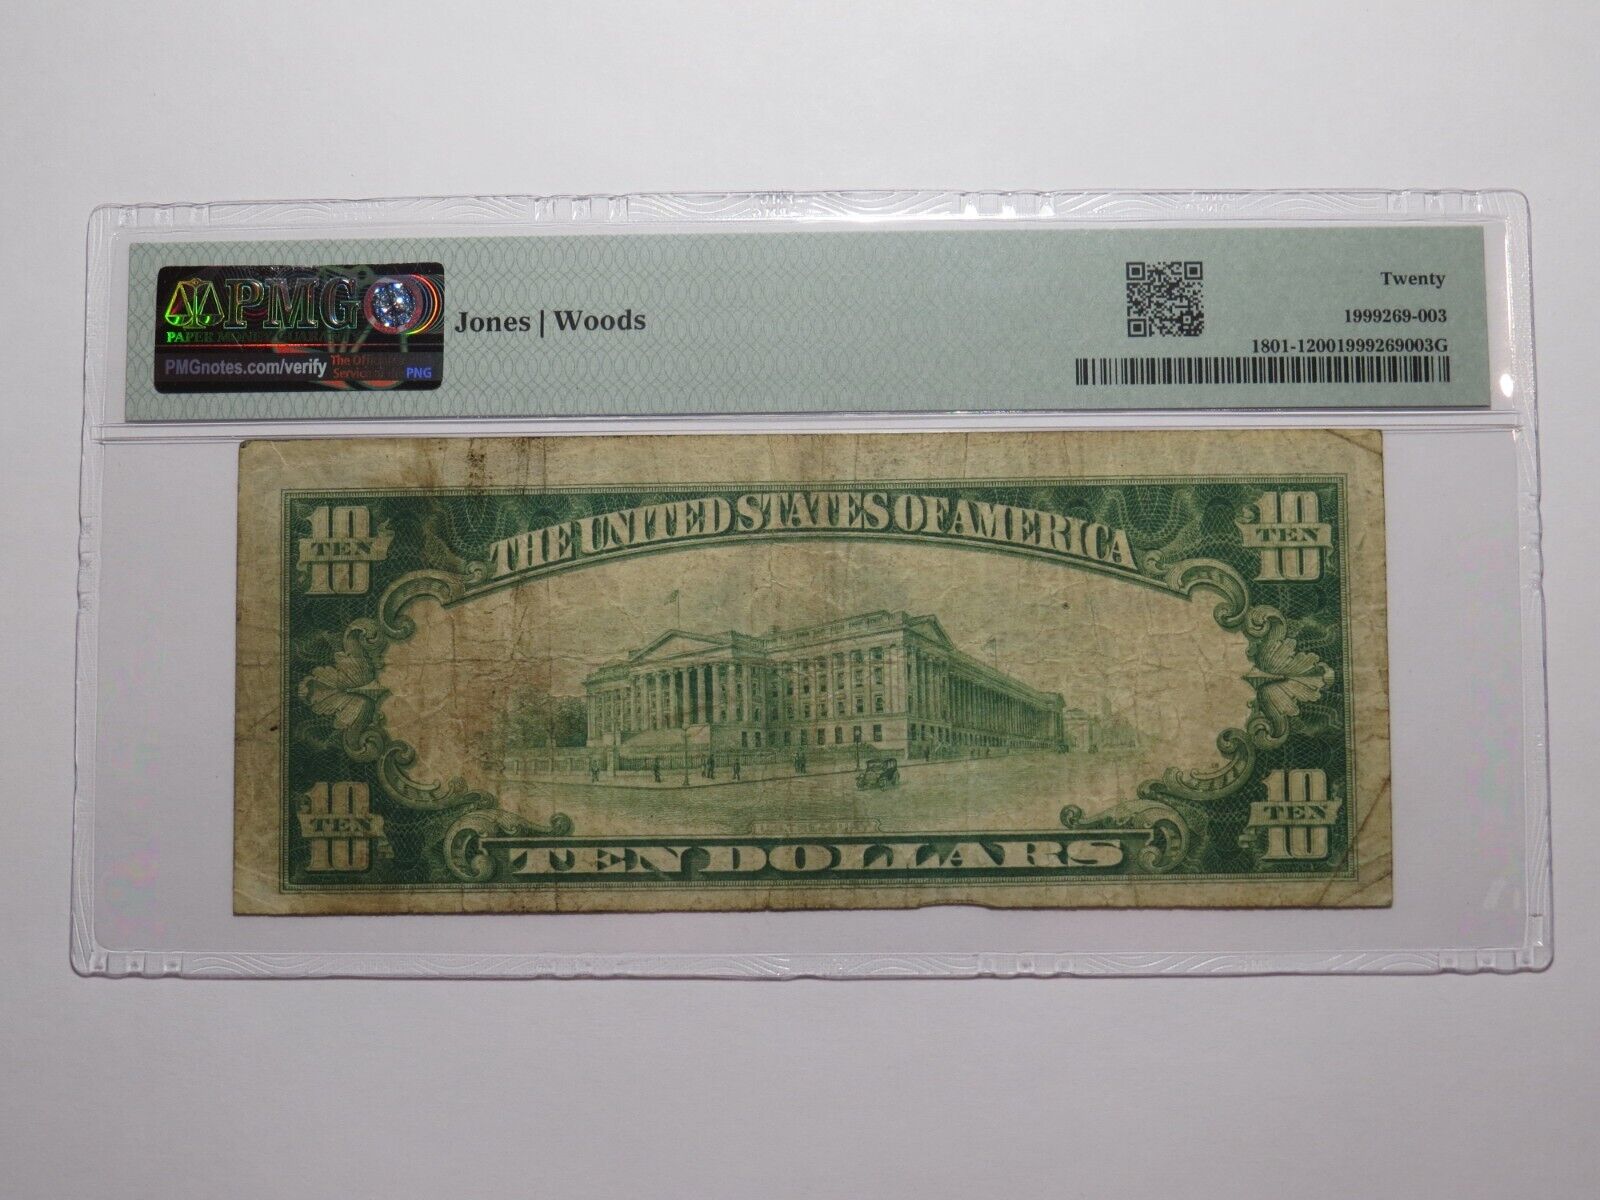 PMG
PAPER MONEY GUARANTY
PMGnotes.com/verify
PNG
Jones | Woods
Twenty
1999269-003
1801-12001999269003G
THE UNITED STATES OF AMERICA
10 TEN 10
10 TEN 10
10 TEN 10
10 TEN 10
TEN DOLLARS